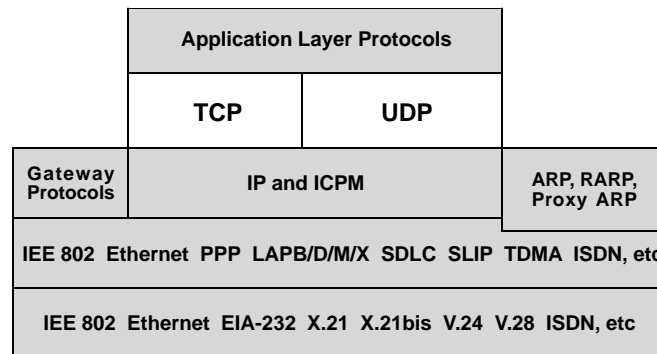 Application Layer Protocols
TCP
UDP
Gateway
Protocols
IP and ICPM
ARP, RARP,
Proxy ARP
IEE 802 Ethernet PPP LAPB/D/M/X SDLC SLIP TDMA ISDN, etc
IEE 802 Ethernet EIA-232 X.21 X.21bis V.24 V.28 ISDN, etc